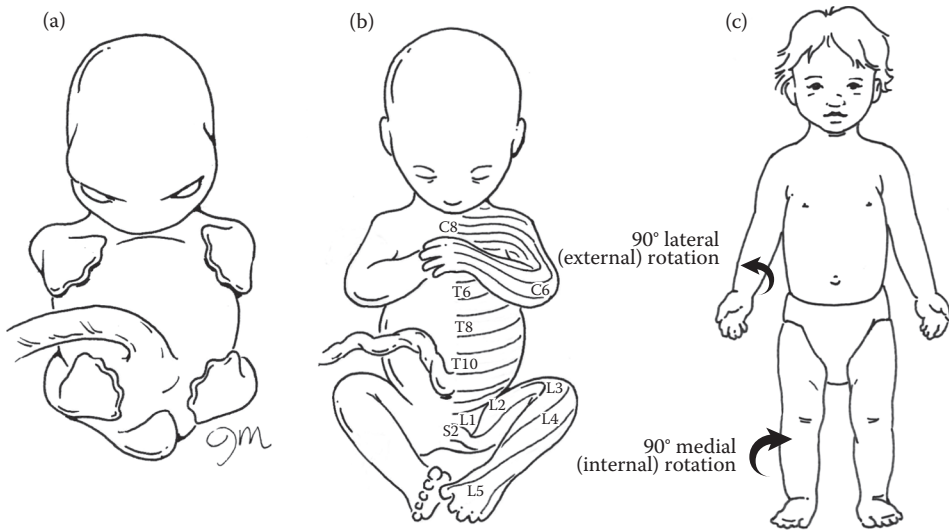 (a)
(b)
(c)
C8
C6
T6
T8
T10
L1
L2
L3
L4
S2
L5
90° lateral
(external) rotation
90° medial
(internal) rotation
gm